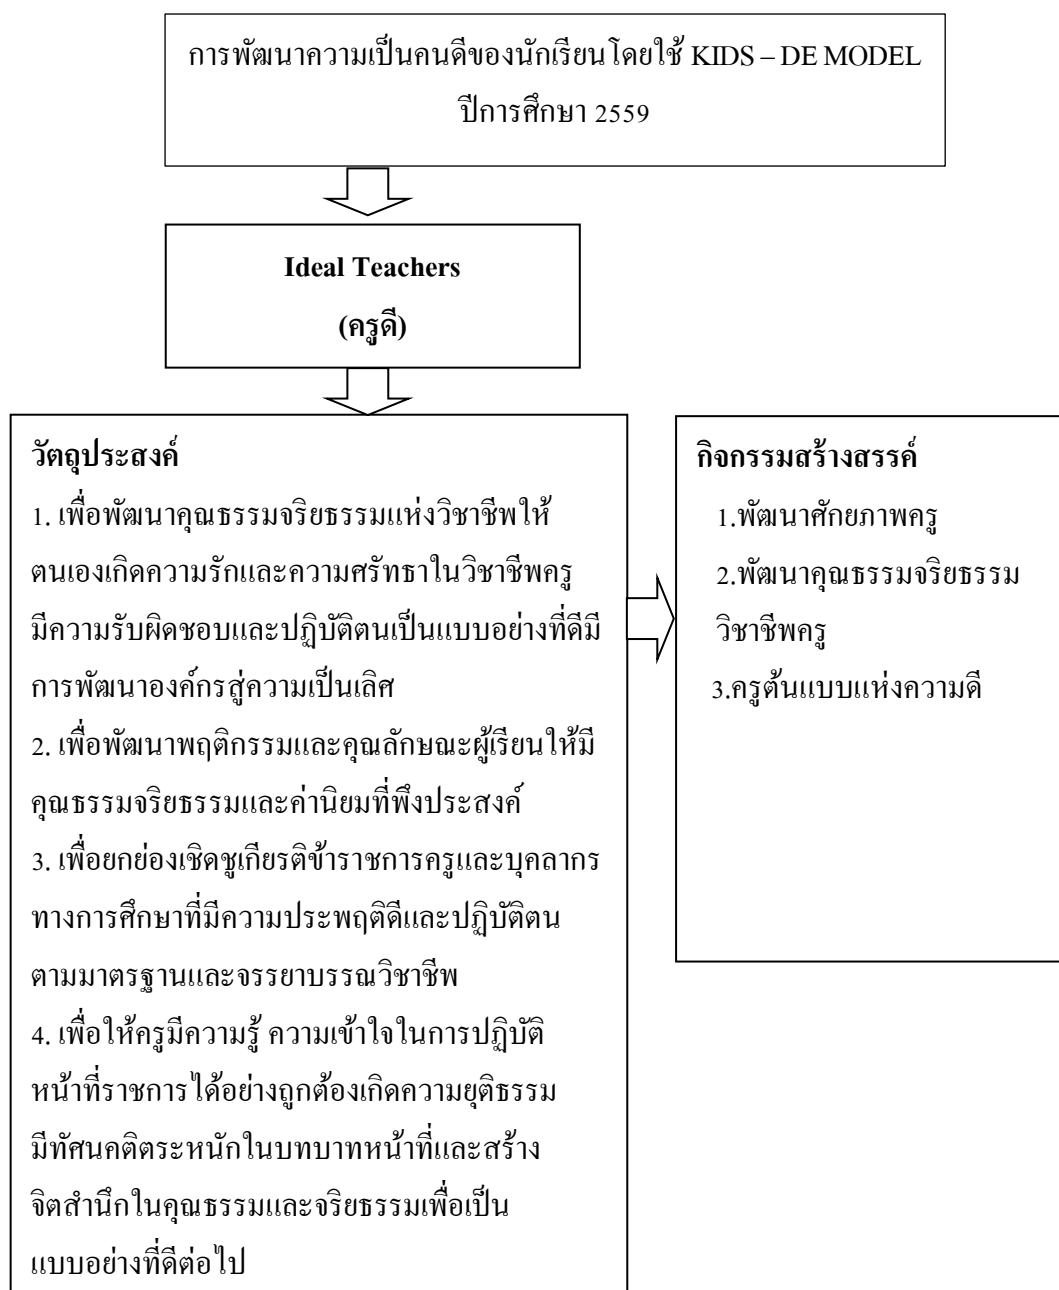 การพัฒนาความเป็นคนดีของนักเรียนโดยใช้ KIDS – DE MODEL
ปีการศึกษา 2559
Ideal Teachers
(ครูดี)
วัตถุประสงค์
1. เพื่อพัฒนาคุณธรรมจริยธรรมแห่งวิชาชีพให้
ตนเองเกิดความรักและความศรัทธาในวิชาชีพครู
มีความรับผิดชอบและปฏิบัติตนเป็นแบบอย่างที่ดีมี
การพัฒนาองค์กรสู่ความเป็นเลิศ
2. เพื่อพัฒนาพฤติกรรมและคุณลักษณะผู้เรียนให้มี
คุณธรรมจริยธรรมและค่านิยมที่พึงประสงค์
3. เพื่อยกย่องเชิดชูเกียรติข้าราชการครูและบุคลากร
ทางการศึกษาที่มีความประพฤติดีและปฏิบัติตน
ตามมาตรฐานและจรรยาบรรณวิชาชีพ
4. เพื่อให้ครูมีความรู้ ความเข้าใจในการปฏิบัติ
หน้าที่ราชการได้อย่างถูกต้องเกิดความยุติธรรม
มีทัศนคติตระหนักในบทบาทหน้าที่และสร้าง
จิตสำนึกในคุณธรรมและจริยธรรมเพื่อเป็น
แบบอย่างที่ดีต่อไป
กิจกรรมสร้างสรรค์
1.พัฒนาศักยภาพครู
2.พัฒนาคุณธรรมจริยธรรม
วิชาชีพครู
3.ครูต้นแบบแห่งความดี